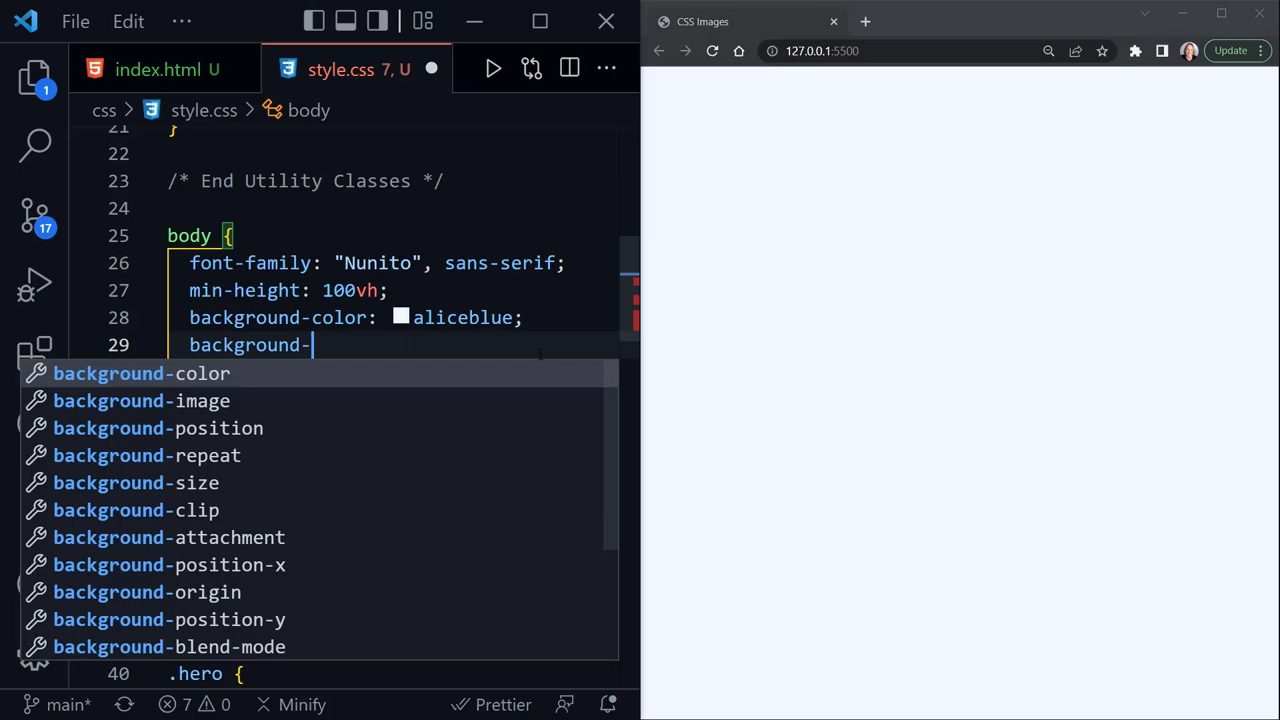 File Edit ···
CSS Images
127.0.0.1:5500
Update
index.html U
style.css 7, U
1
css > style.css > body
21 }
22
23 /* End Utility Classes */
24
17
25 body {
26 font-family: "Nunito", sans-serif;
27 min-height: 100vh;
28 background-color: aliceblue;
29 background-
background-color
background-image
background-position
background-repeat
background-size
background-clip
background-attachment
background-position-x
background-origin
background-position-y
background-blend-mode
40 .hero {
main* 7 0 Minify Prettier